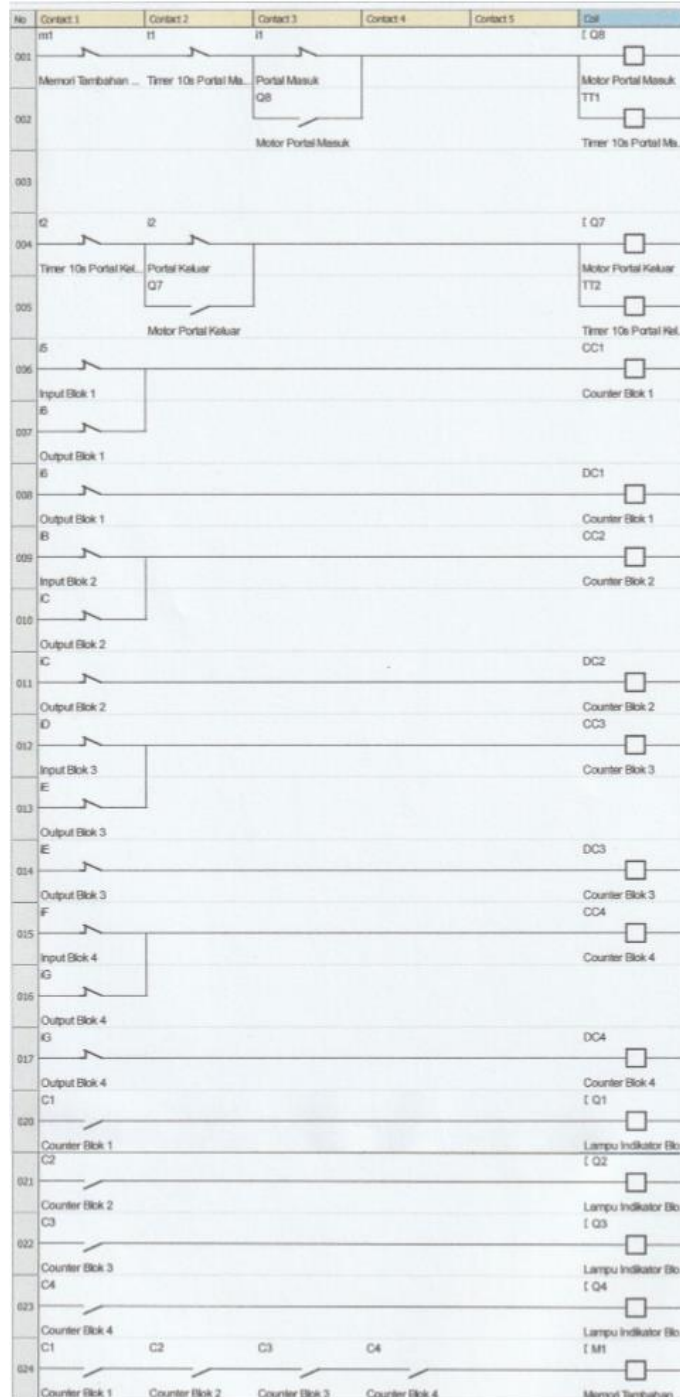 No Contact 1 Contact 2 Contact 3 Contact 4 Contact 5 Coil
m1 t1 i1 [ Q8
001
Memori Tambahan ... Timer 10s Portal Ma... Portal Masuk Motor Portal Masuk
Q8 TT1
002
Motor Portal Masuk Timer 10s Portal Ma.
003
t2 i2 [ Q7
004
Timer 10s Portal Kel... Portal Keluar Motor Portal Keluar
Q7 TT2
005
Motor Portal Keluar Timer 10s Portal Kel.
i5 CC1
006
Input Blok 1 Counter Blok 1
i6
007
Output Blok 1
i6 DC1
008
Output Blok 1 Counter Blok 1
iB CC2
009
Input Blok 2 Counter Blok 2
iC
010
Output Blok 2
iC DC2
011
Output Blok 2 Counter Blok 2
iD CC3
012
Input Blok 3 Counter Blok 3
iE
013
Output Blok 3
iE DC3
014
Output Blok 3 Counter Blok 3
iF CC4
015
Input Blok 4 Counter Blok 4
iG
016
Output Blok 4
iG DC4
017
Output Blok 4 Counter Blok 4
C1 [ Q1
020
Counter Blok 1 Lampu Indikator Blo
C2 [ Q2
021
Counter Blok 2 Lampu Indikator Blo
C3 [ Q3
022
Counter Blok 3 Lampu Indikator Blo
C4 [ Q4
023
Counter Blok 4 Lampu Indikator Blo
C1 C2 C3 C4 [ M1
024
Counter Blok 1 Counter Blok 2 Counter Blok 3 Counter Blok 4 Memori Tambahan